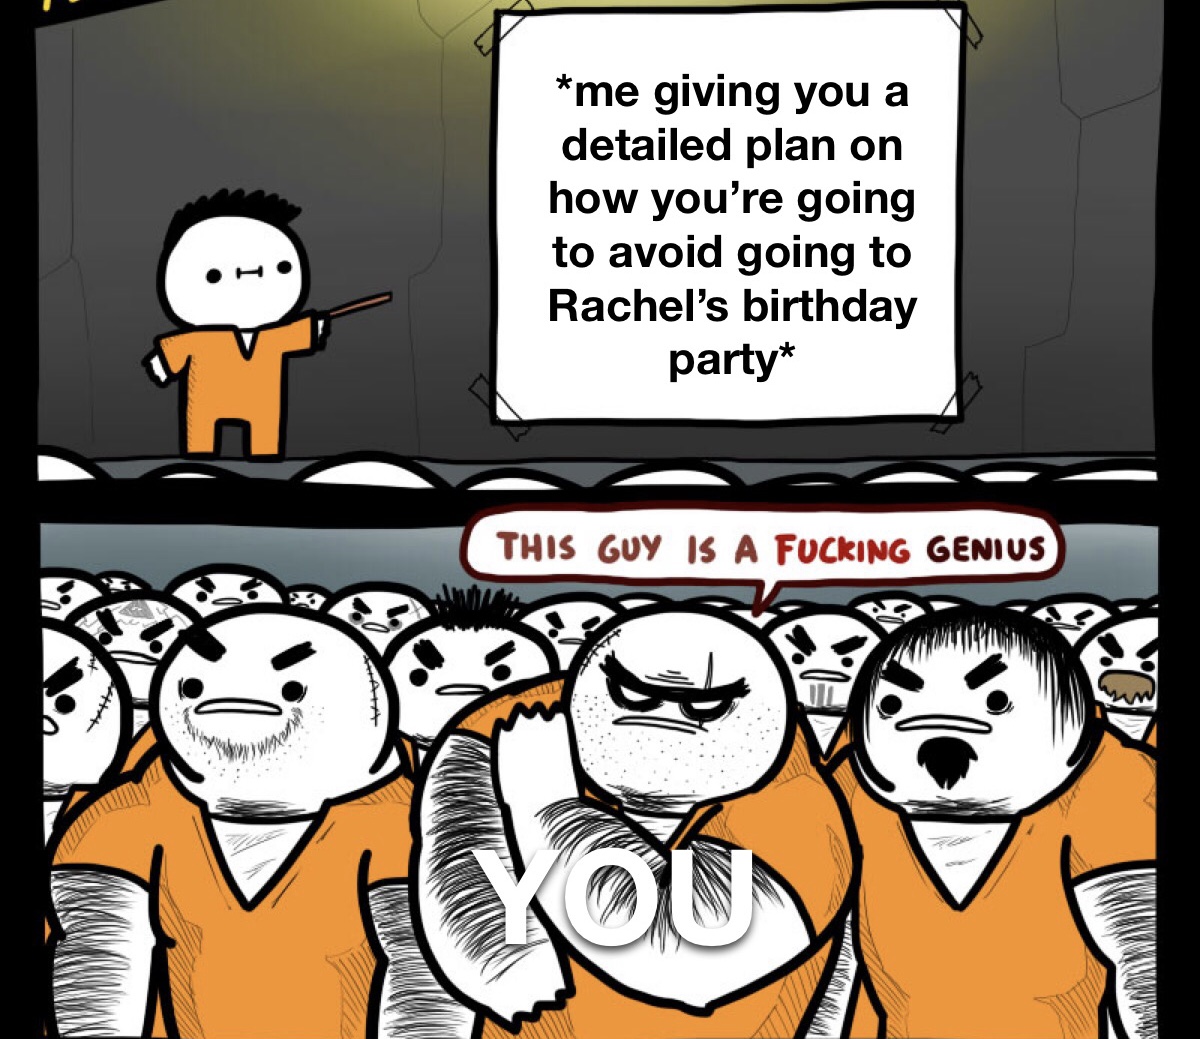 *me giving you a
detailed plan on
how you’re going
to avoid going to
Rachel’s birthday
party*
THIS GUY IS A FUCKING GENIUS
YOU